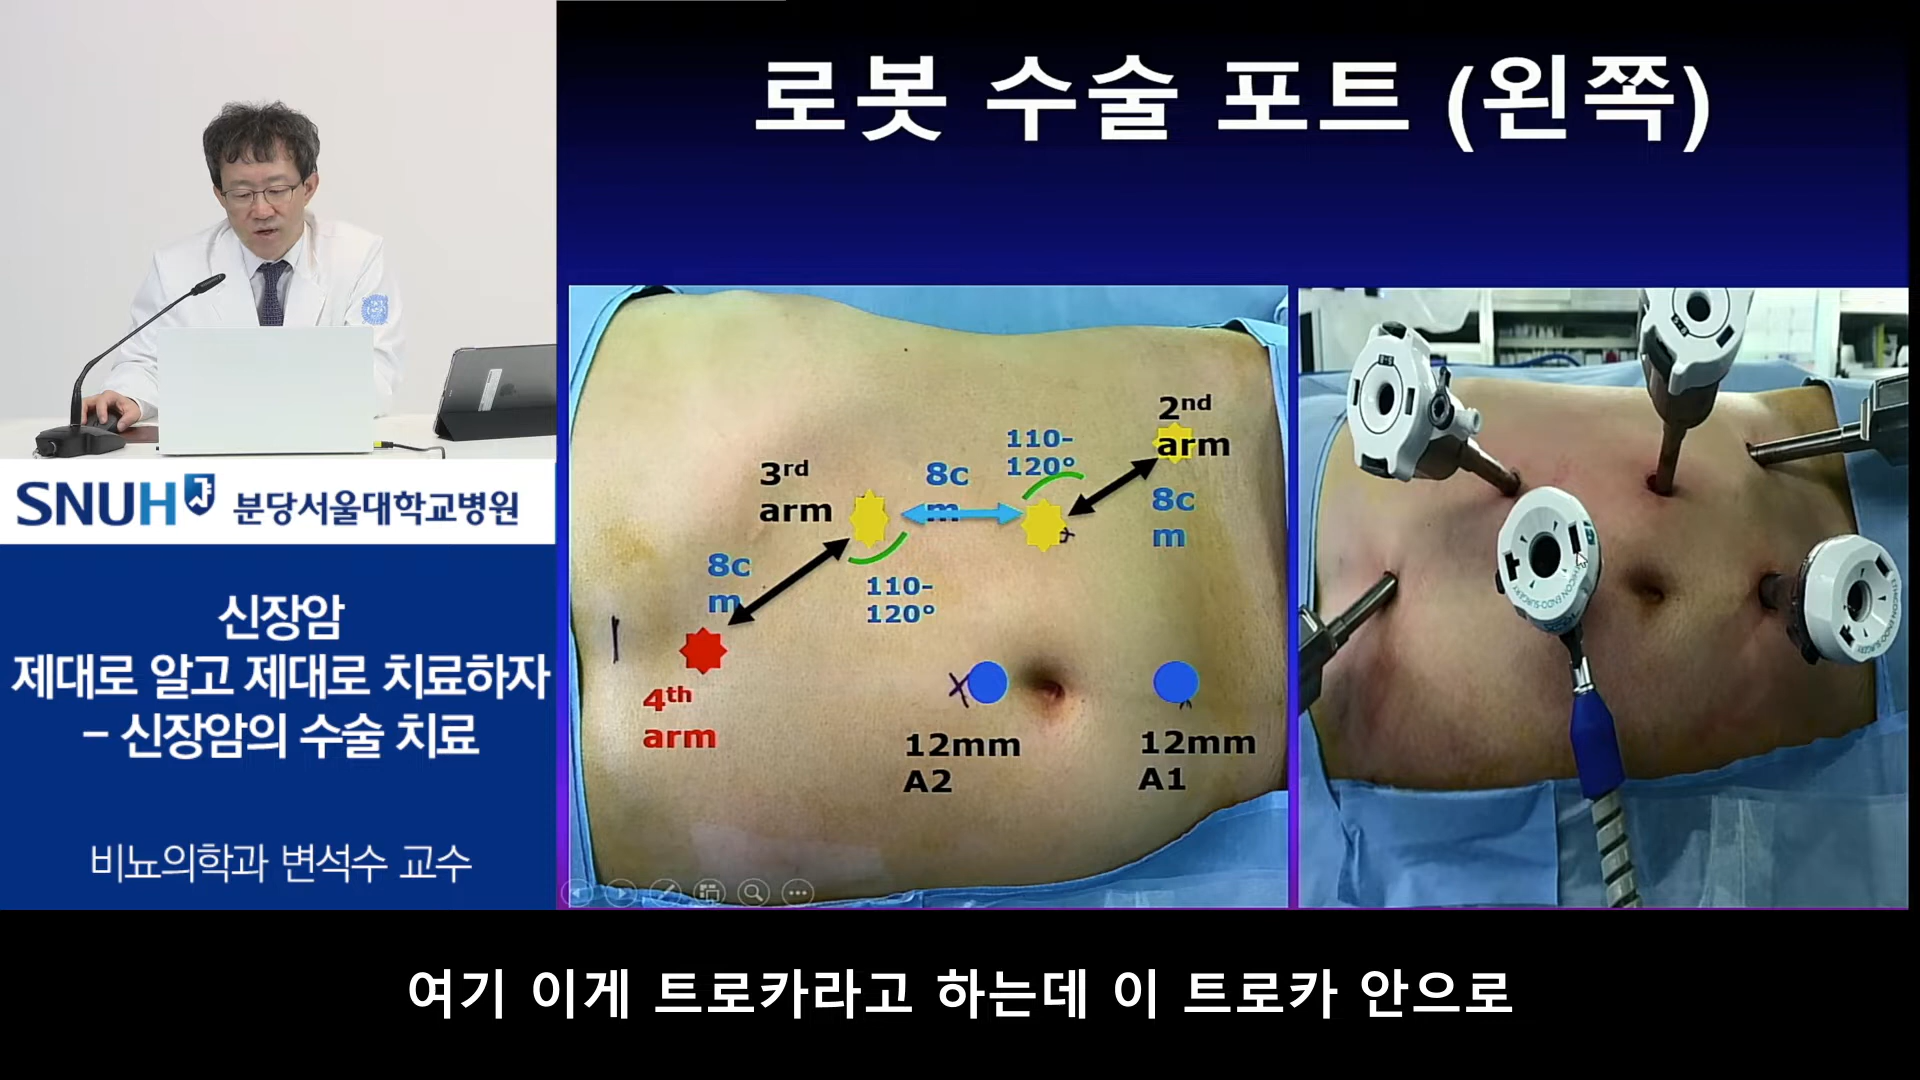 로봇 수술 포트 (왼쪽)
2nd
arm
110-
120°
8c
m
3rd
arm
8c
m
8c
m
110-
120°
4th
arm
12mm
A2
12mm
A1
SNUH 분당서울대학교병원
신장암
제대로 알고 제대로 치료하자
- 신장암의 수술 치료
비뇨의학과 변석수 교수
여기 이게 트로카라고 하는데 이 트로카 안으로